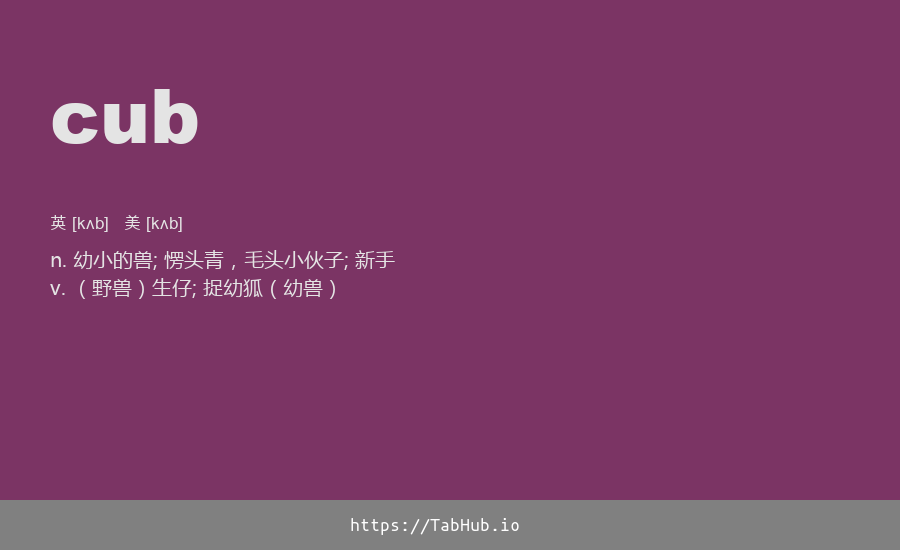 cub
英 [kʌb] 美 [kʌb]
n. 幼小的兽; 愣头青，毛头小伙子; 新手
v. （野兽）生仔; 捉幼狐（幼兽）
https://TabHub.io